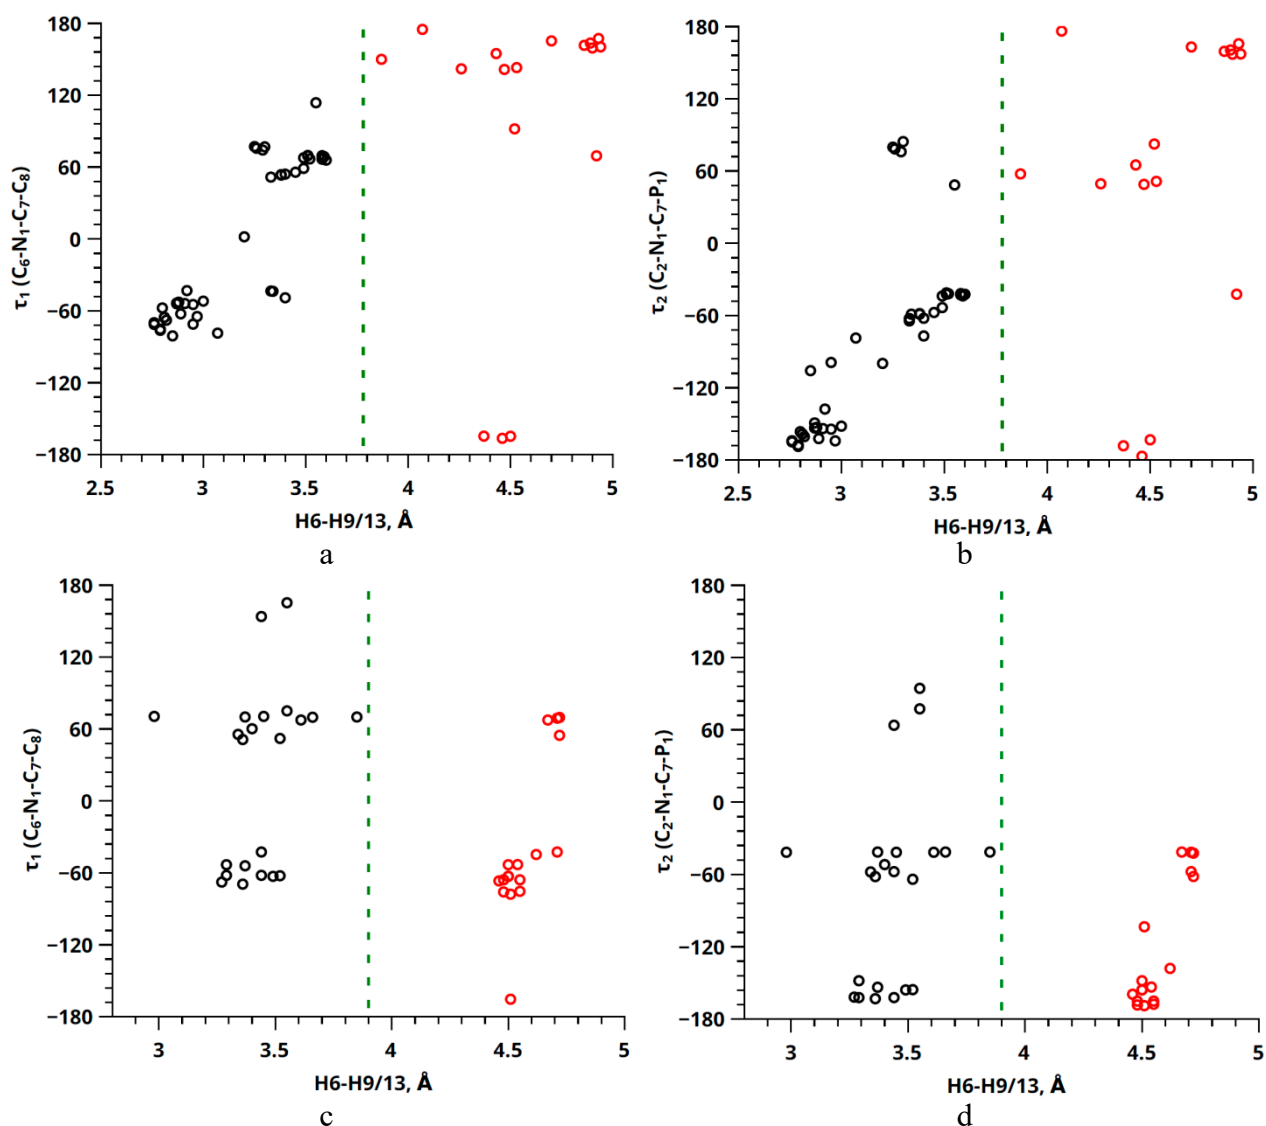 180
120
60
0
−60
−120
−180
τ₁ (C₆-N₁-C₇-C₈)
2.5 3 3.5 4 4.5 5
H6-H9/13, Å
a
180
120
60
0
−60
−120
−180
τ₂ (C₂-N₁-C₇-P₁)
2.5 3 3.5 4 4.5 5
H6-H9/13, Å
b
180
120
60
0
−60
−120
−180
τ₁ (C₆-N₁-C₇-C₈)
3 3.5 4 4.5 5
H6-H9/13, Å
c
180
120
60
0
−60
−120
−180
τ₂ (C₂-N₁-C₇-P₁)
3 3.5 4 4.5 5
H6-H9/13, Å
d